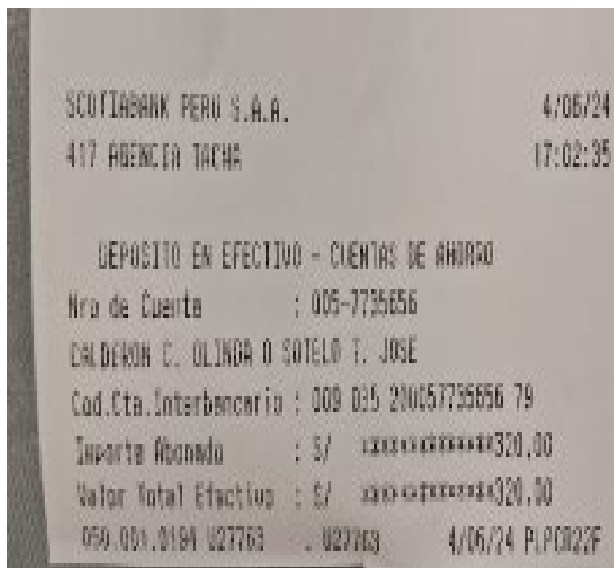 SCOTIABANK PERU S.A.A. 4/06/24
417 AGENCIA TACNA 17:02:35
DEPOSITO EN EFECTIVO - CUENTAS DE AHORRO
Nro de Cuenta : 005-7735656
CALDERON C. OLINDA O SOTELO T. JOSE
Cod.Cta.Interbancario : 009 035 200057735656 79
Importe Abonado : S/ 320.00
Valor Total Efectivo : S/ 320.00
U27763 U27763 4/06/24